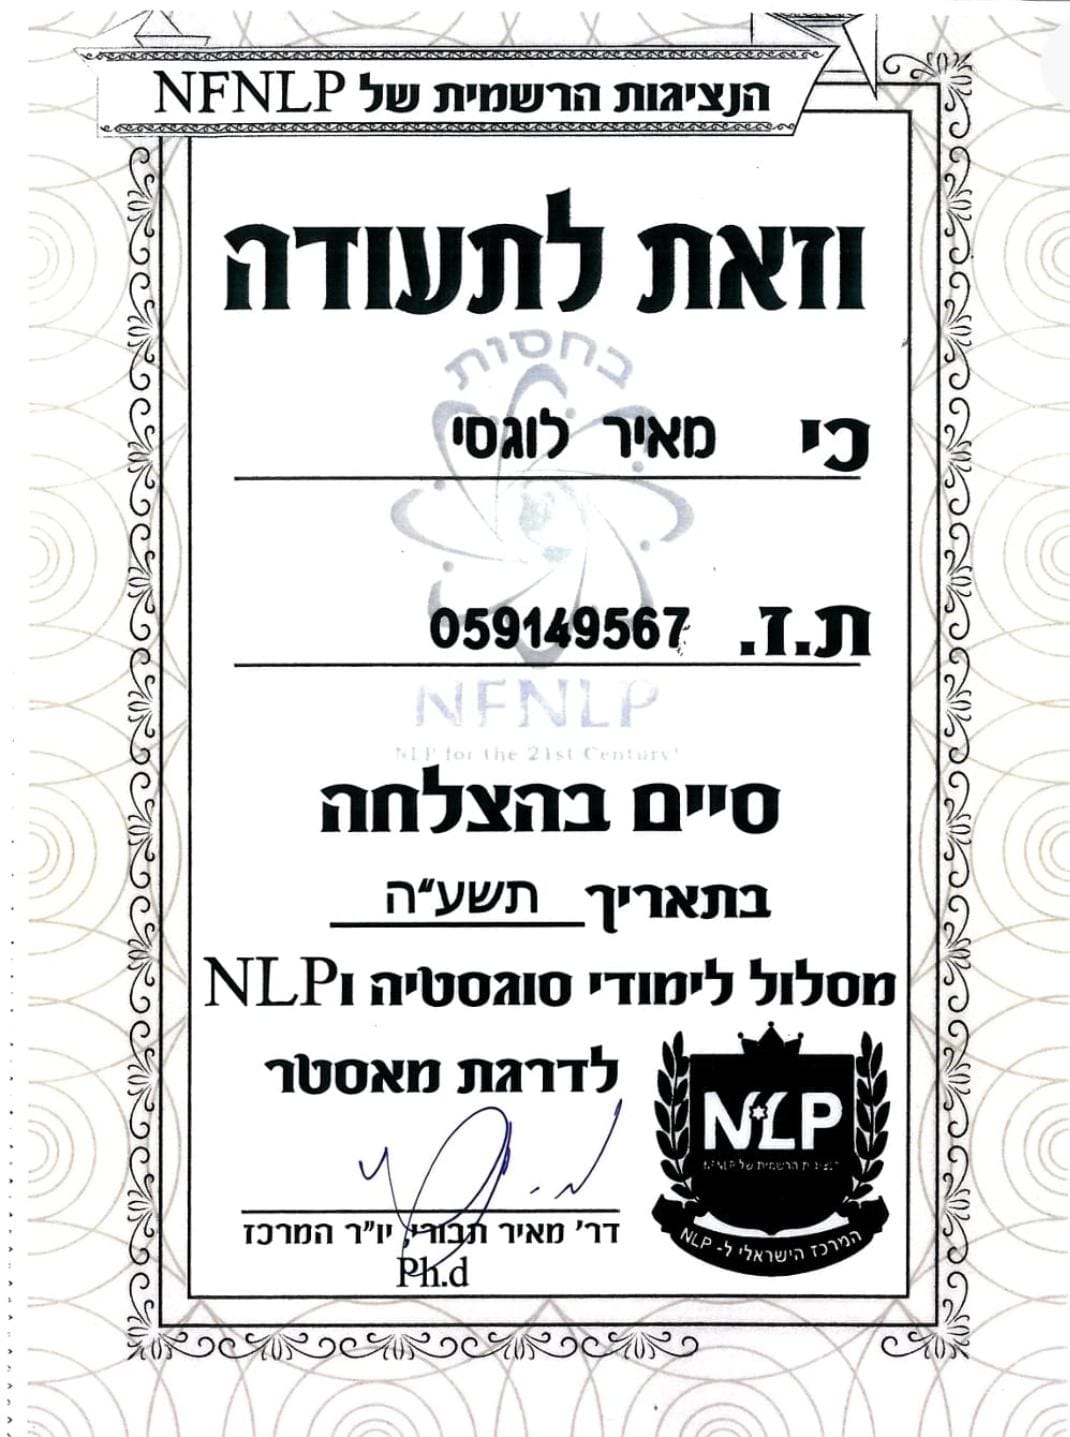 הנציגות הרשמית של NFNLP
וזאת לתעודה
בחסות
כי מאיר לוגסי
ת.ז. 059149567
NFNLP
NLP for the 21st Century!
סיים בהצלחה
בתאריך תשע"ה
מסלול לימודי סוגסטיה וNLP
לדרגת מאסטר
NLP
הנציגות הרשמית של NFNLP
המרכז הישראלי ל- NLP
דר' מאיר תבורי, יו"ר המרכז
Ph.d